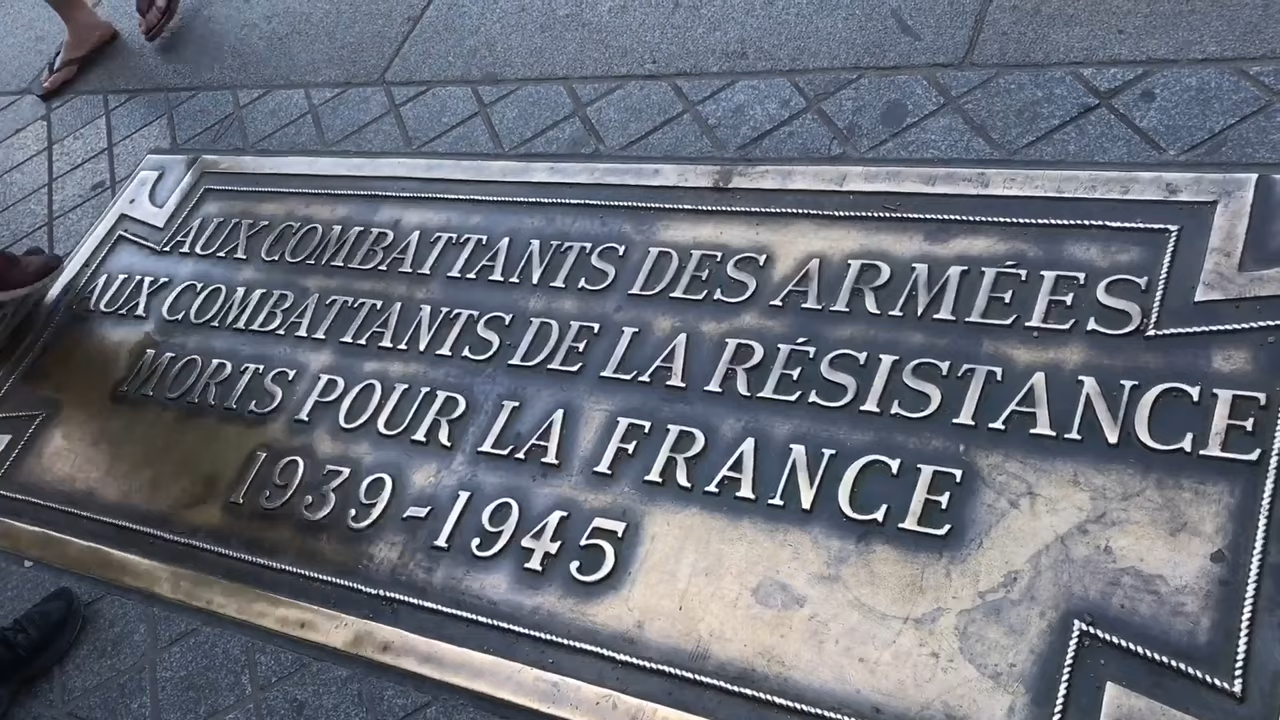 AUX COMBATTANTS DES ARMÉES
AUX COMBATTANTS DE LA RÉSISTANCE
MORTS POUR LA FRANCE
1939-1945